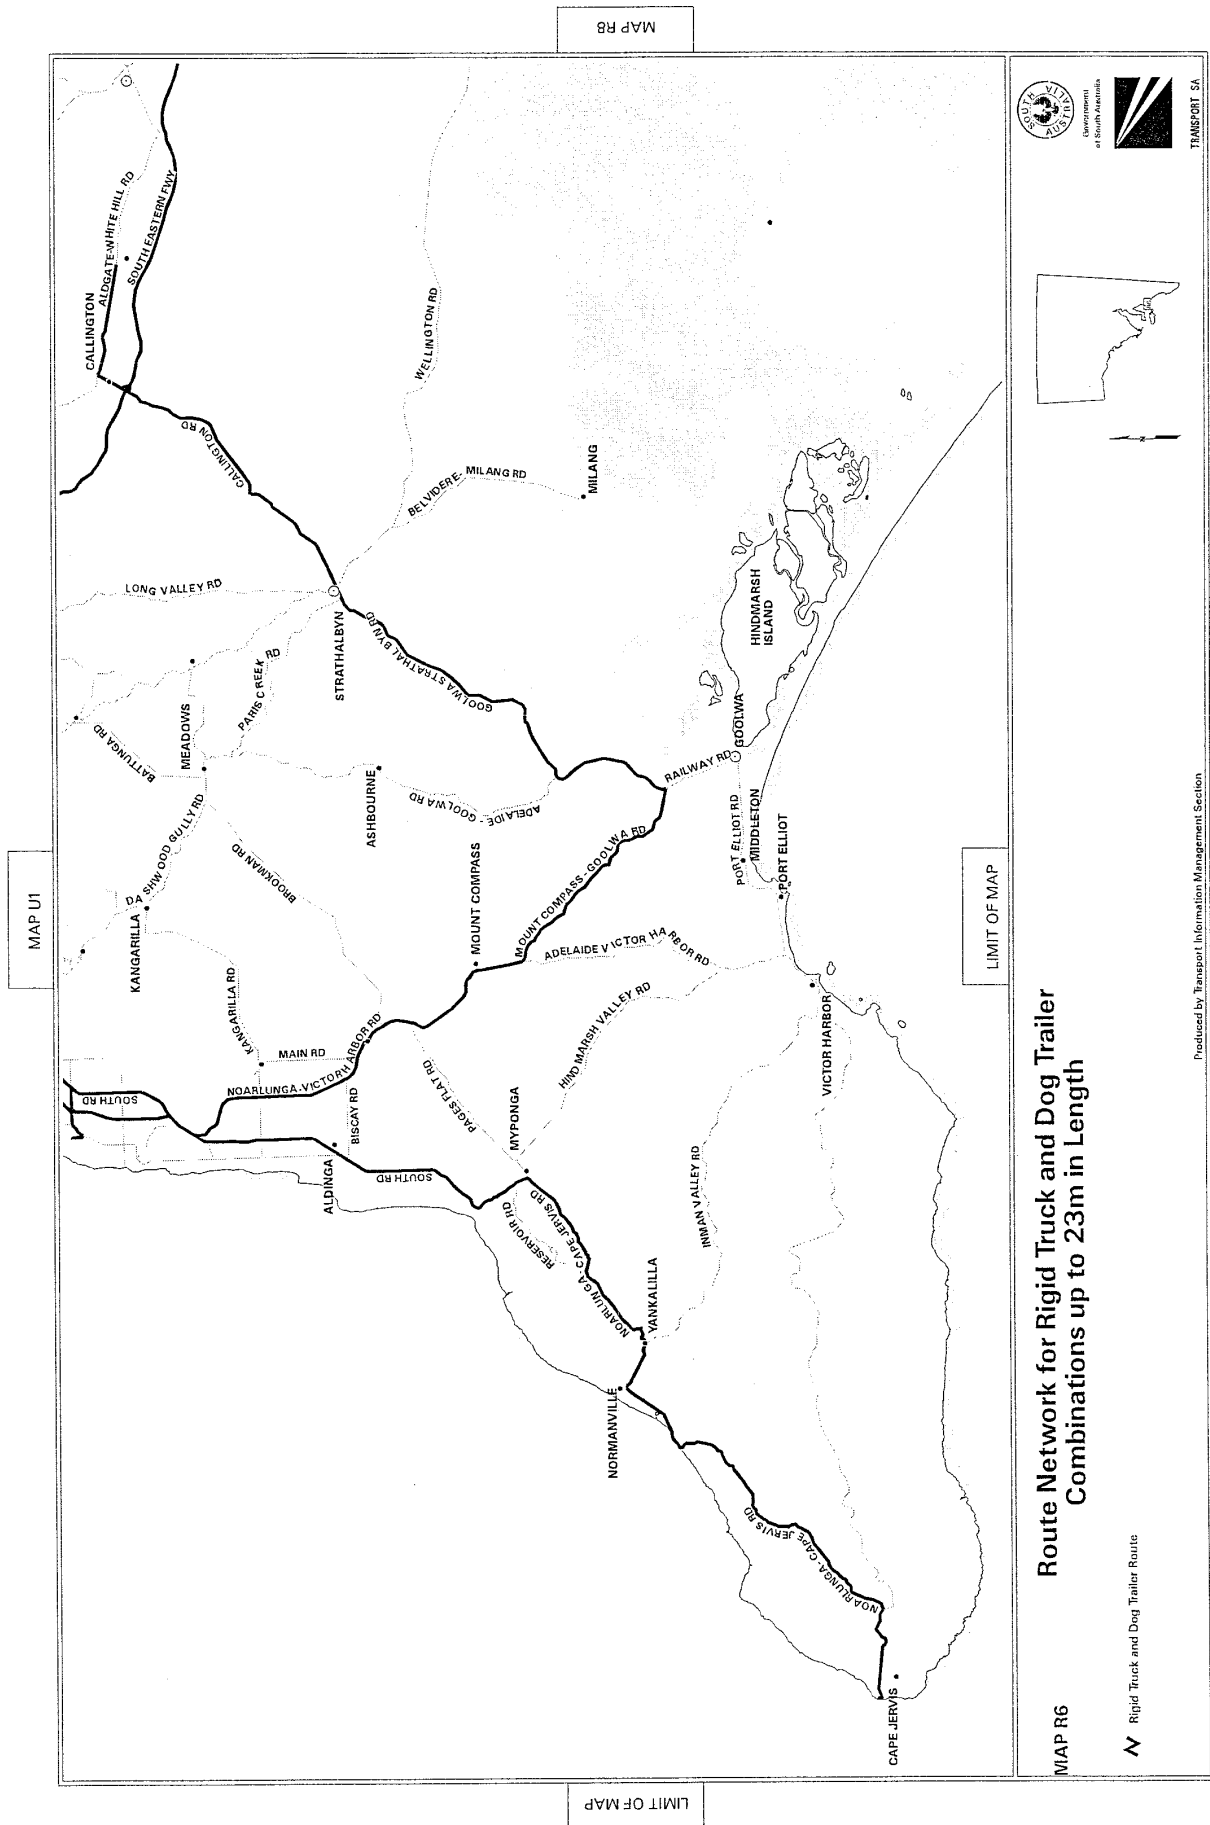 MAP R8
MAP U1
LIMIT OF MAP
LIMIT OF MAP
CALLINGTON
ALDGATE-WHITE HILL RD
SOUTH EASTERN FWY
CALLINGTON RD
WELLINGTON RD
BELVIDERE- MILANG RD
MILANG
LONG VALLEY RD
STRATHALBYN
GOOLWA STRATHALBYN RD
PARIS CREEK RD
MEADOWS
BATTUNGA RD
DASHWOOD GULLY RD
KANGARILLA
BROOKMAN RD
ASHBOURNE
ADELAIDE - GOOLWA RD
HINDMARSH
ISLAND
GOOLWA
RAILWAY RD
PORT ELLIOT RD
MIDDLETON
PORT ELLIOT
MOUNT COMPASS
MOUNT COMPASS - GOOLWA RD
ADELAIDE VICTOR HARBOR RD
HINDMARSH VALLEY RD
VICTOR HARBOR
KANGARILLA RD
MAIN RD
NOARLUNGA-VICTOR HARBOR RD
SOUTH RD
BISCAY RD
ALDINGA
SOUTH RD
PAGES FLAT RD
MYPONGA
RESERVOIR RD
NOARLUNGA - CAPE JERVIS RD
INMAN VALLEY RD
YANKALILLA
NORMANVILLE
NOARLUNGA - CAPE JERVIS RD
CAPE JERVIS
MAP R6
Route Network for Rigid Truck and Dog Trailer
Combinations up to 23m in Length
Rigid Truck and Dog Trailer Route
Produced by Transport Information Management Section
N
SOUTH AUSTRALIA
Government
of South Australia
TRANSPORT SA